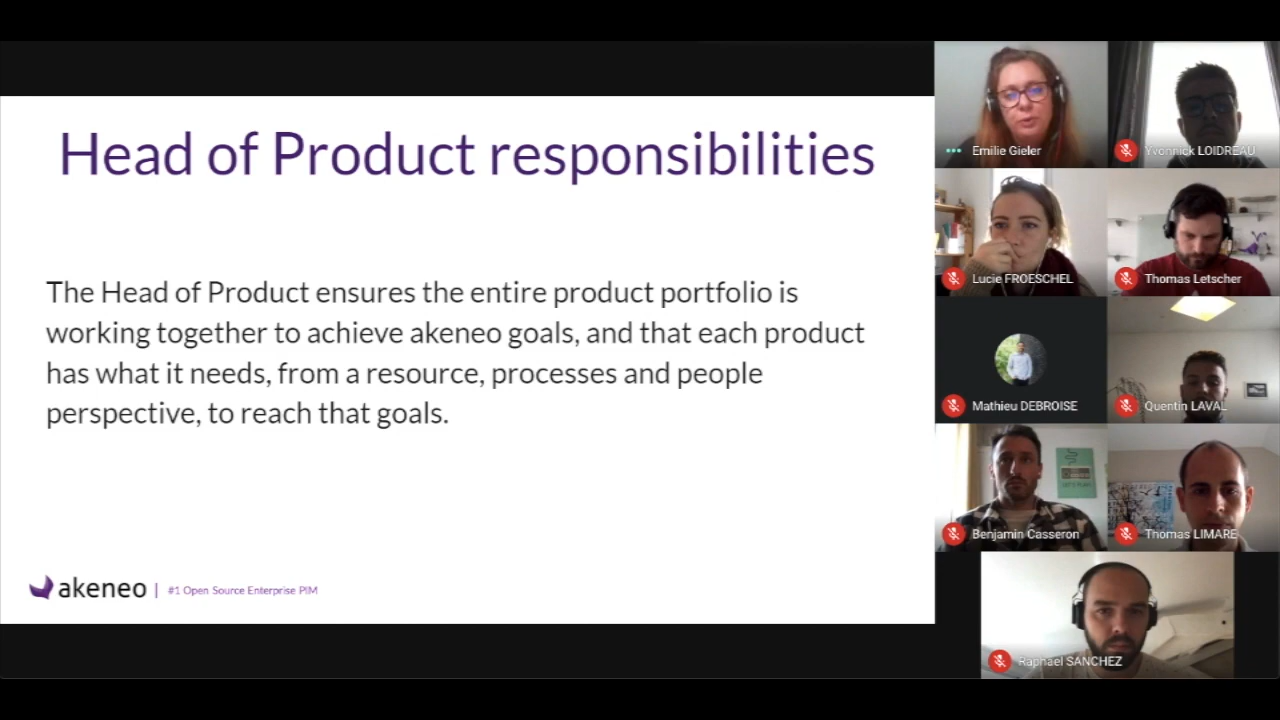 Head of Product responsibilities
The Head of Product ensures the entire product portfolio is
working together to achieve akeneo goals, and that each product
has what it needs, from a resource, processes and people
perspective, to reach that goals.
akeneo | #1 Open Source Enterprise PIM
Emilie Gieler
Yvonnick LOIDREAU
Lucie FROESCHEL
Thomas Letscher
Mathieu DEBROISE
Quentin LAVAL
Benjamin Casseron
Thomas LIMARE
Raphael SANCHEZ